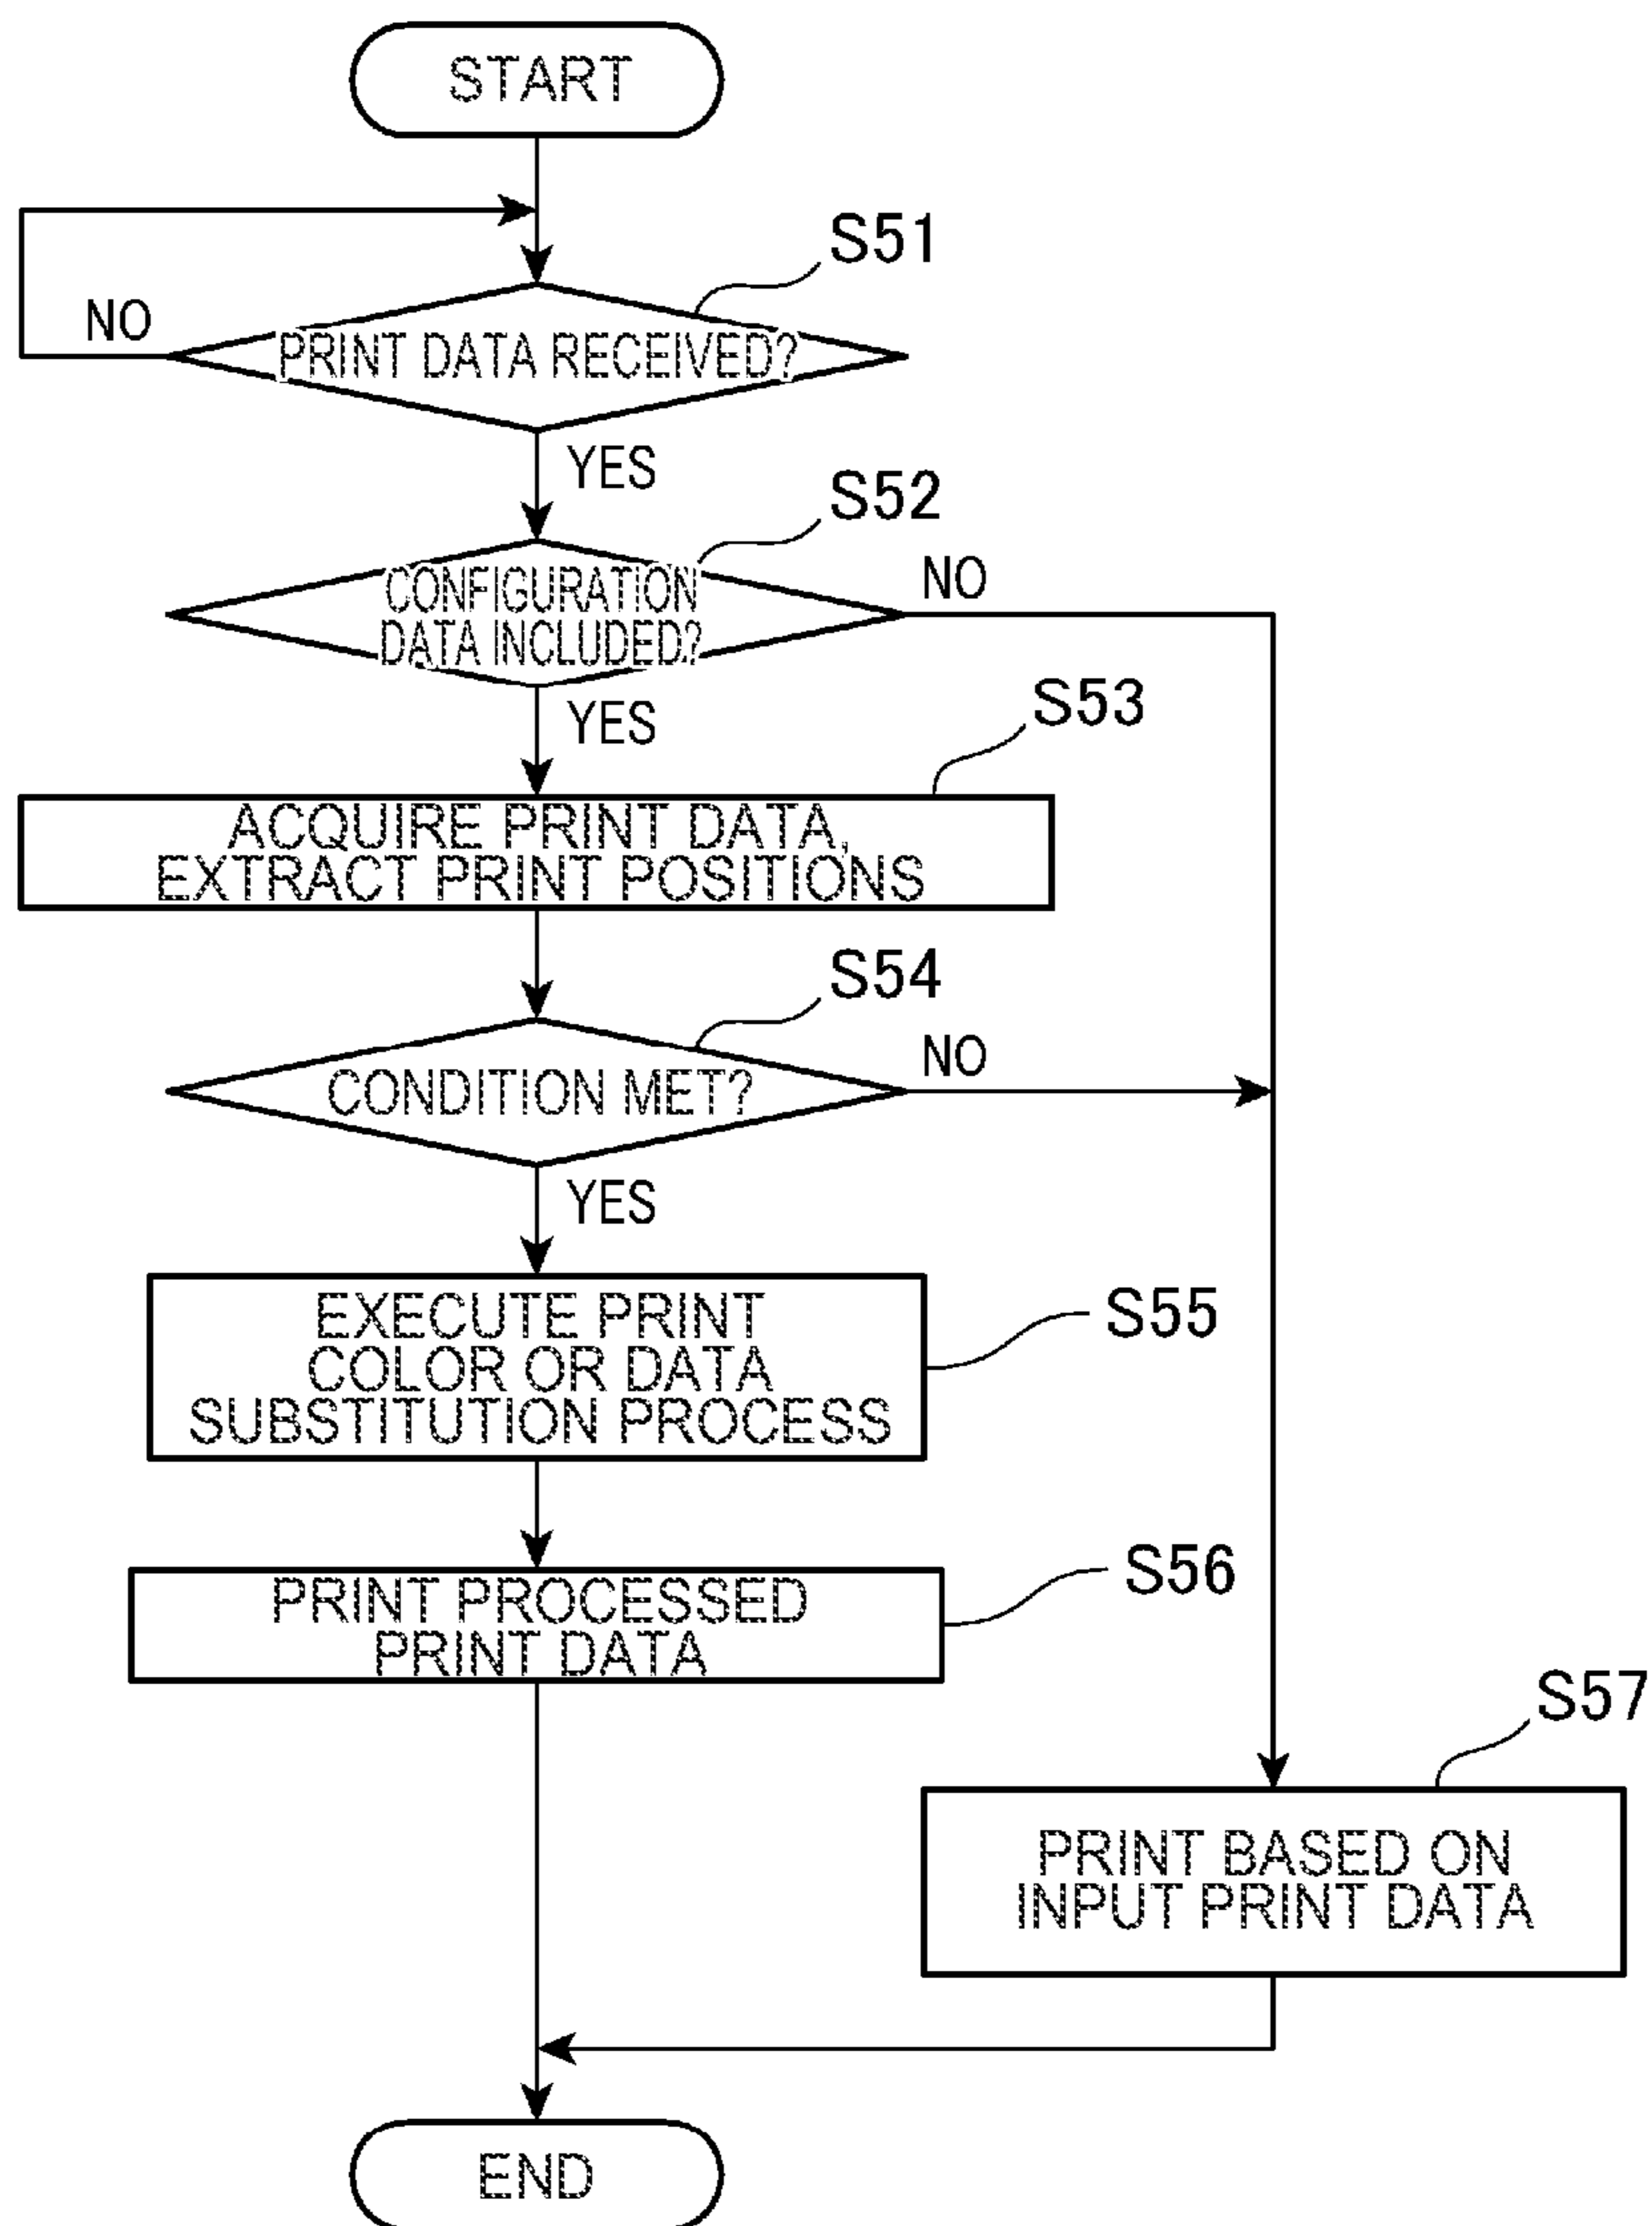 START
S51
NO
PRINT DATA RECEIVED?
YES
S52
CONFIGURATION
DATA INCLUDED?
NO
YES
S53
ACQUIRE PRINT DATA,
EXTRACT PRINT POSITIONS
S54
CONDITION MET?
NO
YES
EXECUTE PRINT
COLOR OR DATA
SUBSTITUTION PROCESS
S55
PRINT PROCESSED
PRINT DATA
S56
S57
PRINT BASED ON
INPUT PRINT DATA
END